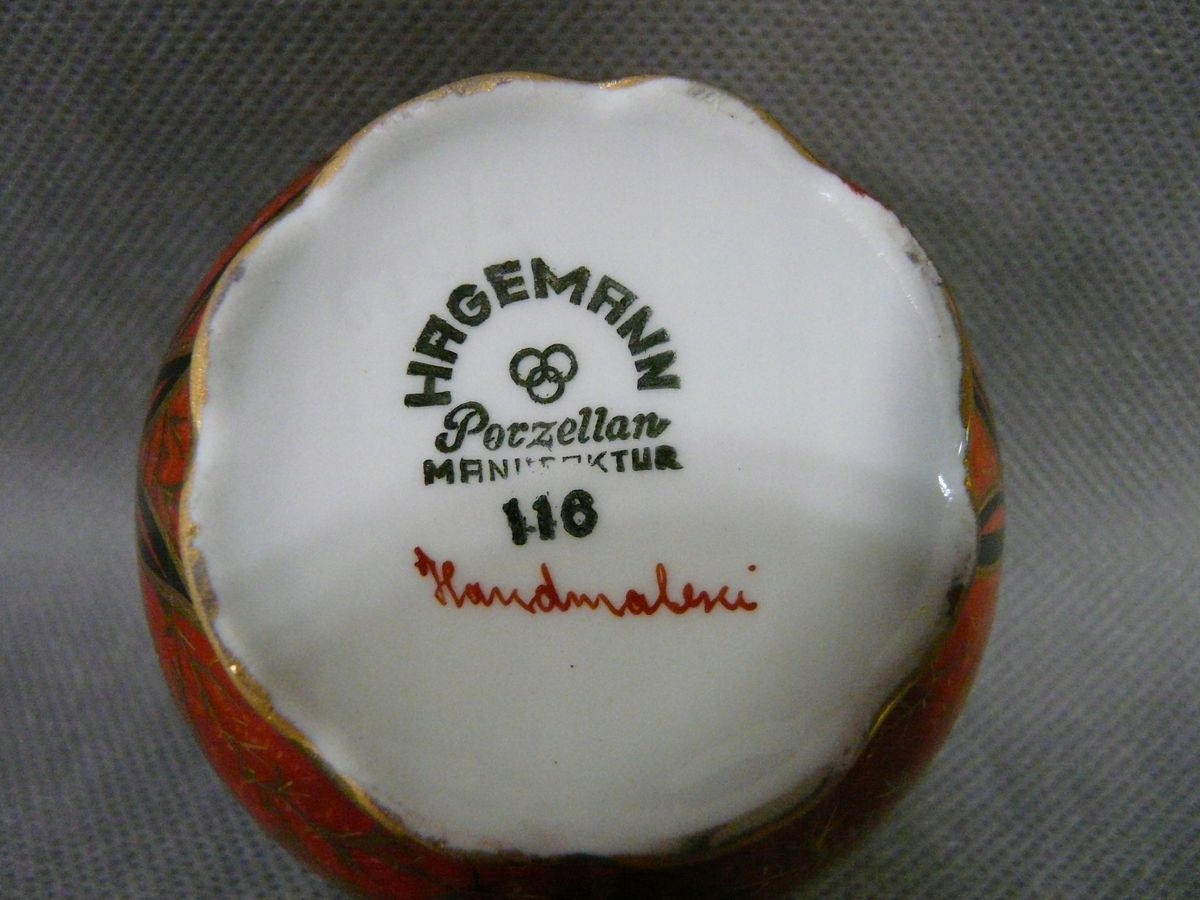 HAGEMANN
Porzellan
MANUFAKTUR
116
Handmalerei